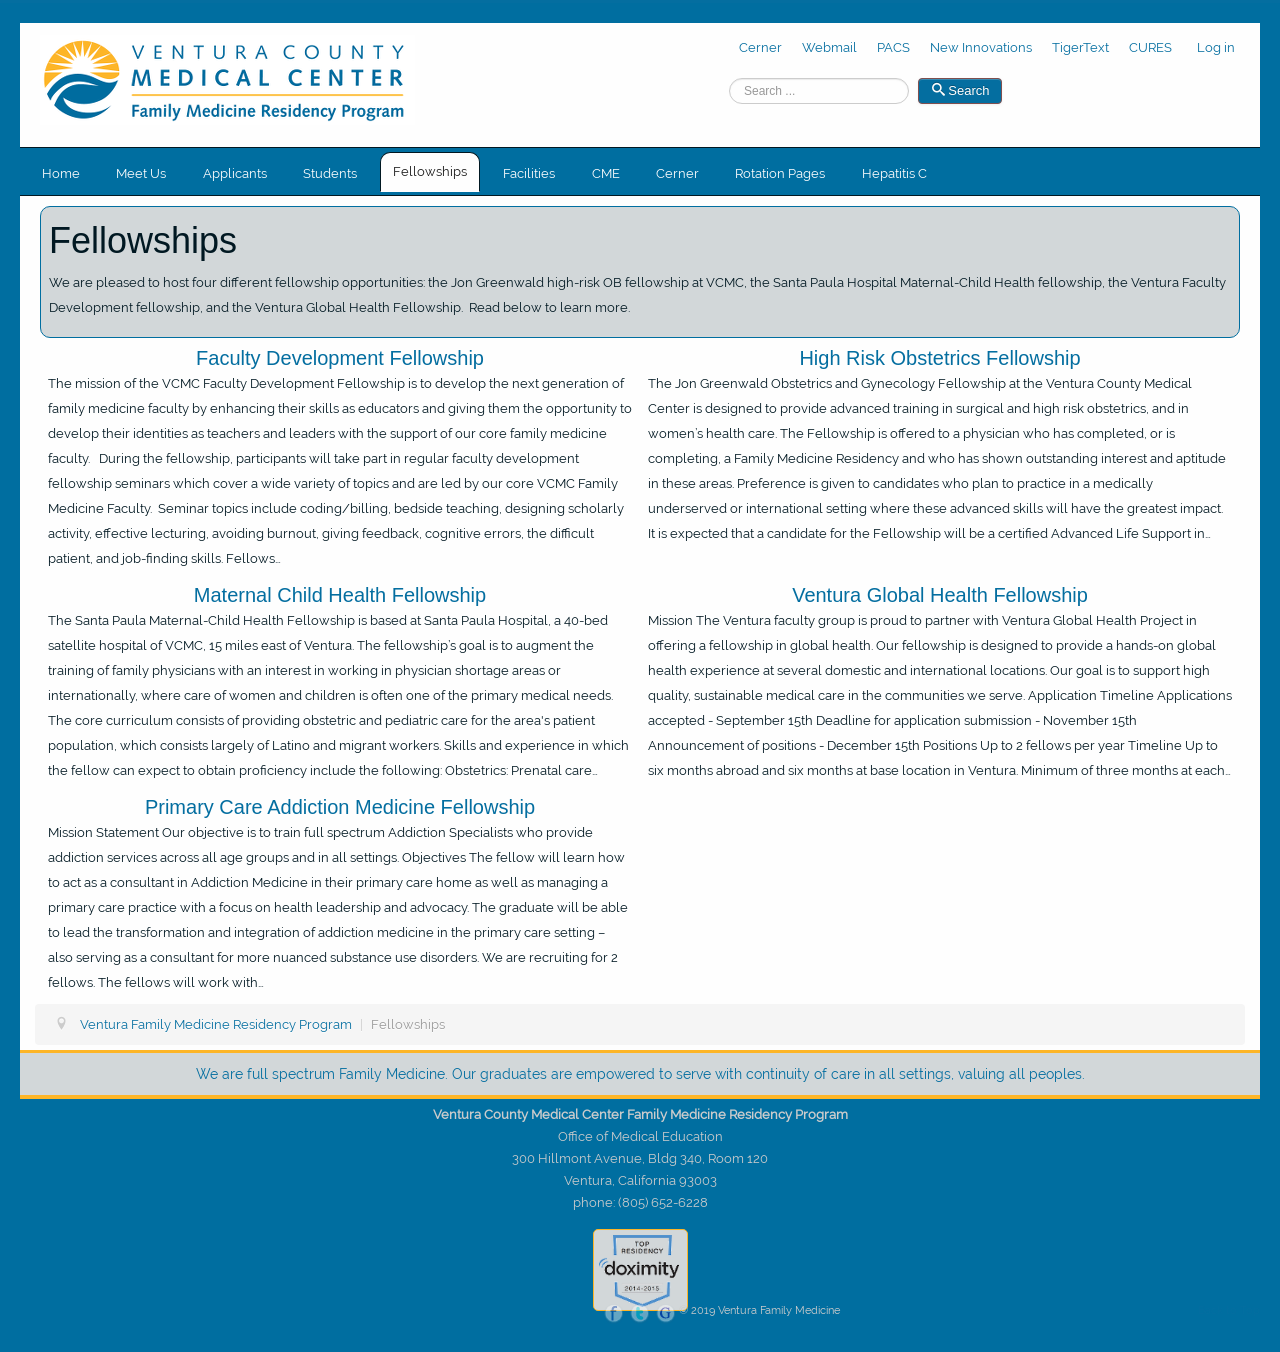 VENTURA COUNTY
MEDICAL CENTER
Family Medicine Residency Program
Cerner Webmail PACS New Innovations TigerText CURES Log in
Search ... Search
Home Meet Us Applicants Students Fellowships Facilities CME Cerner Rotation Pages Hepatitis C
Fellowships
We are pleased to host four different fellowship opportunities: the Jon Greenwald high-risk OB fellowship at VCMC, the Santa Paula Hospital Maternal-Child Health fellowship, the Ventura Faculty
Development fellowship, and the Ventura Global Health Fellowship. Read below to learn more.
Faculty Development Fellowship
The mission of the VCMC Faculty Development Fellowship is to develop the next generation of
family medicine faculty by enhancing their skills as educators and giving them the opportunity to
develop their identities as teachers and leaders with the support of our core family medicine
faculty. During the fellowship, participants will take part in regular faculty development
fellowship seminars which cover a wide variety of topics and are led by our core VCMC Family
Medicine Faculty. Seminar topics include coding/billing, bedside teaching, designing scholarly
activity, effective lecturing, avoiding burnout, giving feedback, cognitive errors, the difficult
patient, and job-finding skills. Fellows...
High Risk Obstetrics Fellowship
The Jon Greenwald Obstetrics and Gynecology Fellowship at the Ventura County Medical
Center is designed to provide advanced training in surgical and high risk obstetrics, and in
women's health care. The Fellowship is offered to a physician who has completed, or is
completing, a Family Medicine Residency and who has shown outstanding interest and aptitude
in these areas. Preference is given to candidates who plan to practice in a medically
underserved or international setting where these advanced skills will have the greatest impact.
It is expected that a candidate for the Fellowship will be a certified Advanced Life Support in...
Maternal Child Health Fellowship
The Santa Paula Maternal-Child Health Fellowship is based at Santa Paula Hospital, a 40-bed
satellite hospital of VCMC, 15 miles east of Ventura. The fellowship's goal is to augment the
training of family physicians with an interest in working in physician shortage areas or
internationally, where care of women and children is often one of the primary medical needs.
The core curriculum consists of providing obstetric and pediatric care for the area's patient
population, which consists largely of Latino and migrant workers. Skills and experience in which
the fellow can expect to obtain proficiency include the following: Obstetrics: Prenatal care...
Ventura Global Health Fellowship
Mission The Ventura faculty group is proud to partner with Ventura Global Health Project in
offering a fellowship in global health. Our fellowship is designed to provide a hands-on global
health experience at several domestic and international locations. Our goal is to support high
quality, sustainable medical care in the communities we serve. Application Timeline Applications
accepted - September 15th Deadline for application submission - November 15th
Announcement of positions - December 15th Positions Up to 2 fellows per year Timeline Up to
six months abroad and six months at base location in Ventura. Minimum of three months at each...
Primary Care Addiction Medicine Fellowship
Mission Statement Our objective is to train full spectrum Addiction Specialists who provide
addiction services across all age groups and in all settings. Objectives The fellow will learn how
to act as a consultant in Addiction Medicine in their primary care home as well as managing a
primary care practice with a focus on health leadership and advocacy. The graduate will be able
to lead the transformation and integration of addiction medicine in the primary care setting –
also serving as a consultant for more nuanced substance use disorders. We are recruiting for 2
fellows. The fellows will work with...
Ventura Family Medicine Residency Program | Fellowships
We are full spectrum Family Medicine. Our graduates are empowered to serve with continuity of care in all settings, valuing all peoples.
Ventura County Medical Center Family Medicine Residency Program
Office of Medical Education
300 Hillmont Avenue, Bldg 340, Room 120
Ventura, California 93003
phone: (805) 652-6228
TOP
RESIDENCY
doximity
2014-2015
f t G © 2019 Ventura Family Medicine